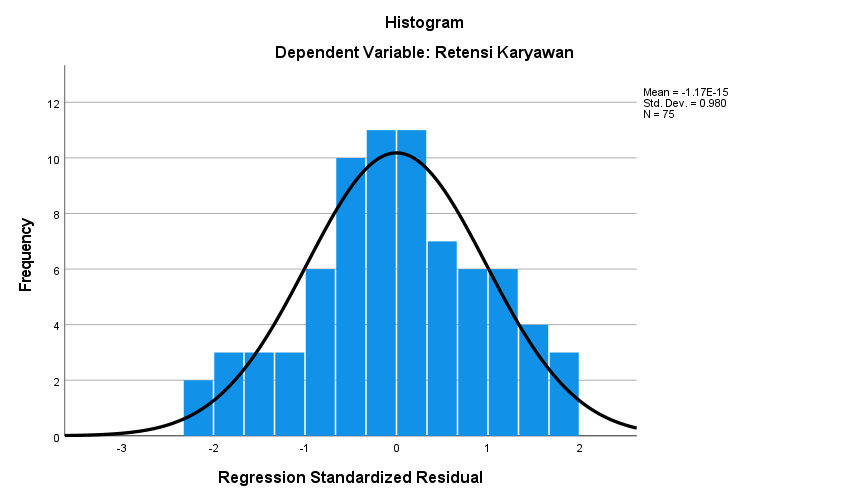 Histogram
Dependent Variable: Retensi Karyawan
Mean = -1.17E-15
Std. Dev. = 0.980
N = 75
12
10
8
6
4
2
0
Frequency
-3 -2 -1 0 1 2
Regression Standardized Residual